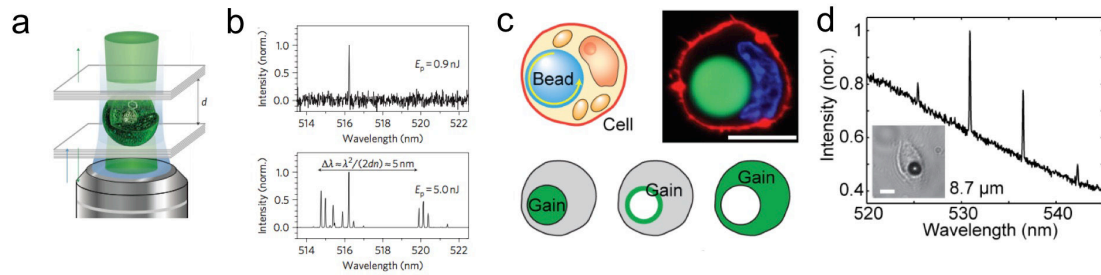 a
d
b
Intensity (norm.)
1.0
0.5
0.0
E_p = 0.9 nJ
514 516 518 520 522
Wavelength (nm)
Intensity (norm.)
1.0
0.5
0.0
Δλ ≈ λ²/(2dn) ≈ 5 nm
E_p = 5.0 nJ
514 516 518 520 522
Wavelength (nm)
c
Bead
Cell
Gain
Gain
Gain
d
Intensity (nor.)
1.0
0.8
0.6
0.4
8.7 μm
520 530 540
Wavelength (nm)